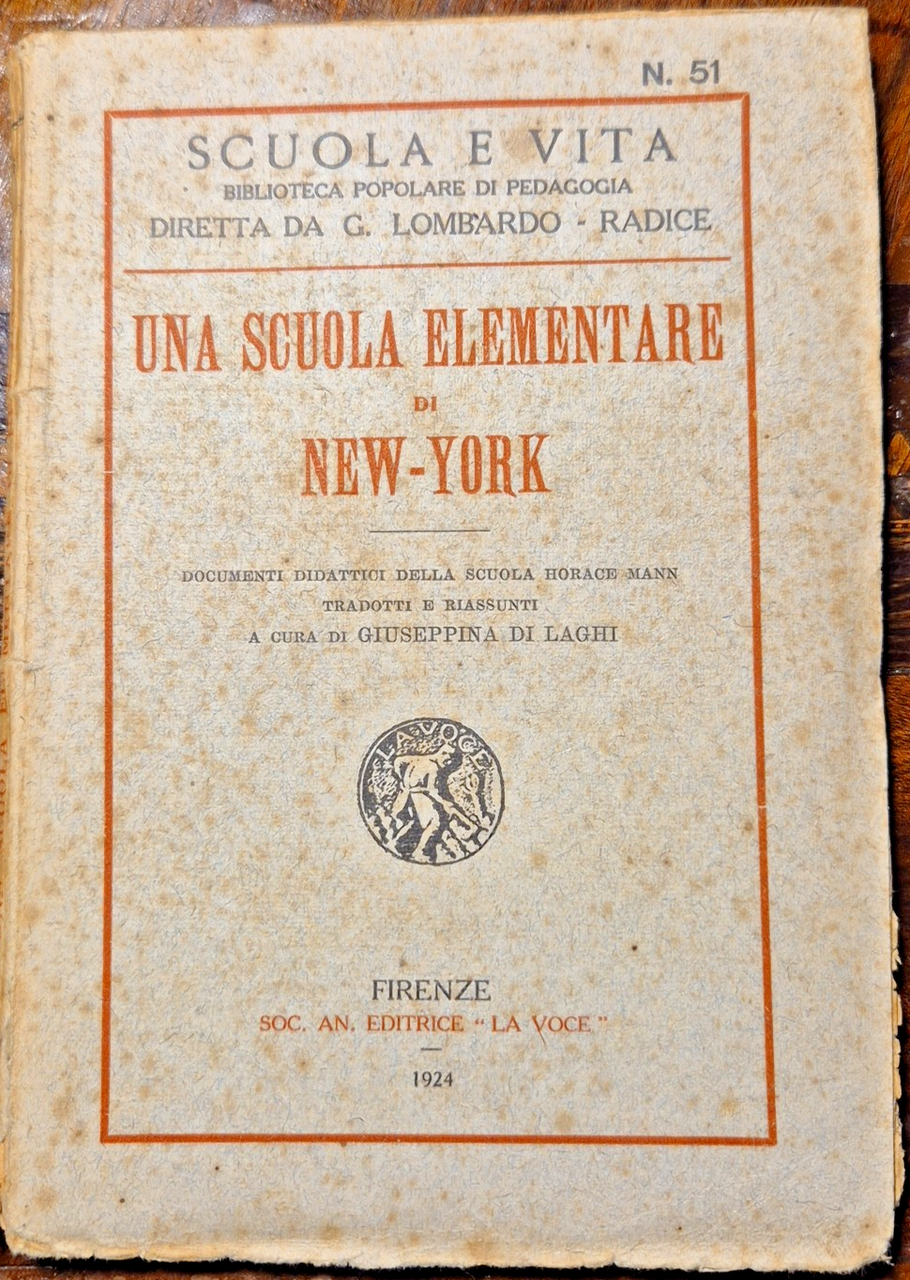 N. 51
SCUOLA E VITA
BIBLIOTECA POPOLARE DI PEDAGOGIA
DIRETTA DA G. LOMBARDO - RADICE
UNA SCUOLA ELEMENTARE
DI
NEW-YORK
DOCUMENTI DIDATTICI DELLA SCUOLA HORACE MANN
TRADOTTI E RIASSUNTI
A CURA DI GIUSEPPINA DI LAGHI
LA VOCE
FIRENZE
SOC. AN. EDITRICE “ LA VOCE ”
1924